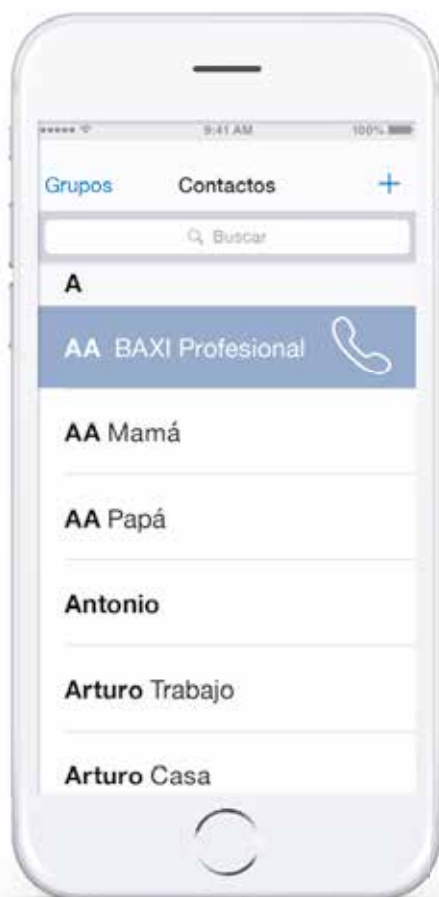 9:41 AM 100%
Grupos Contactos +
Buscar
A
AA BAXI Profesional
AA Mamá
AA Papá
Antonio
Arturo Trabajo
Arturo Casa